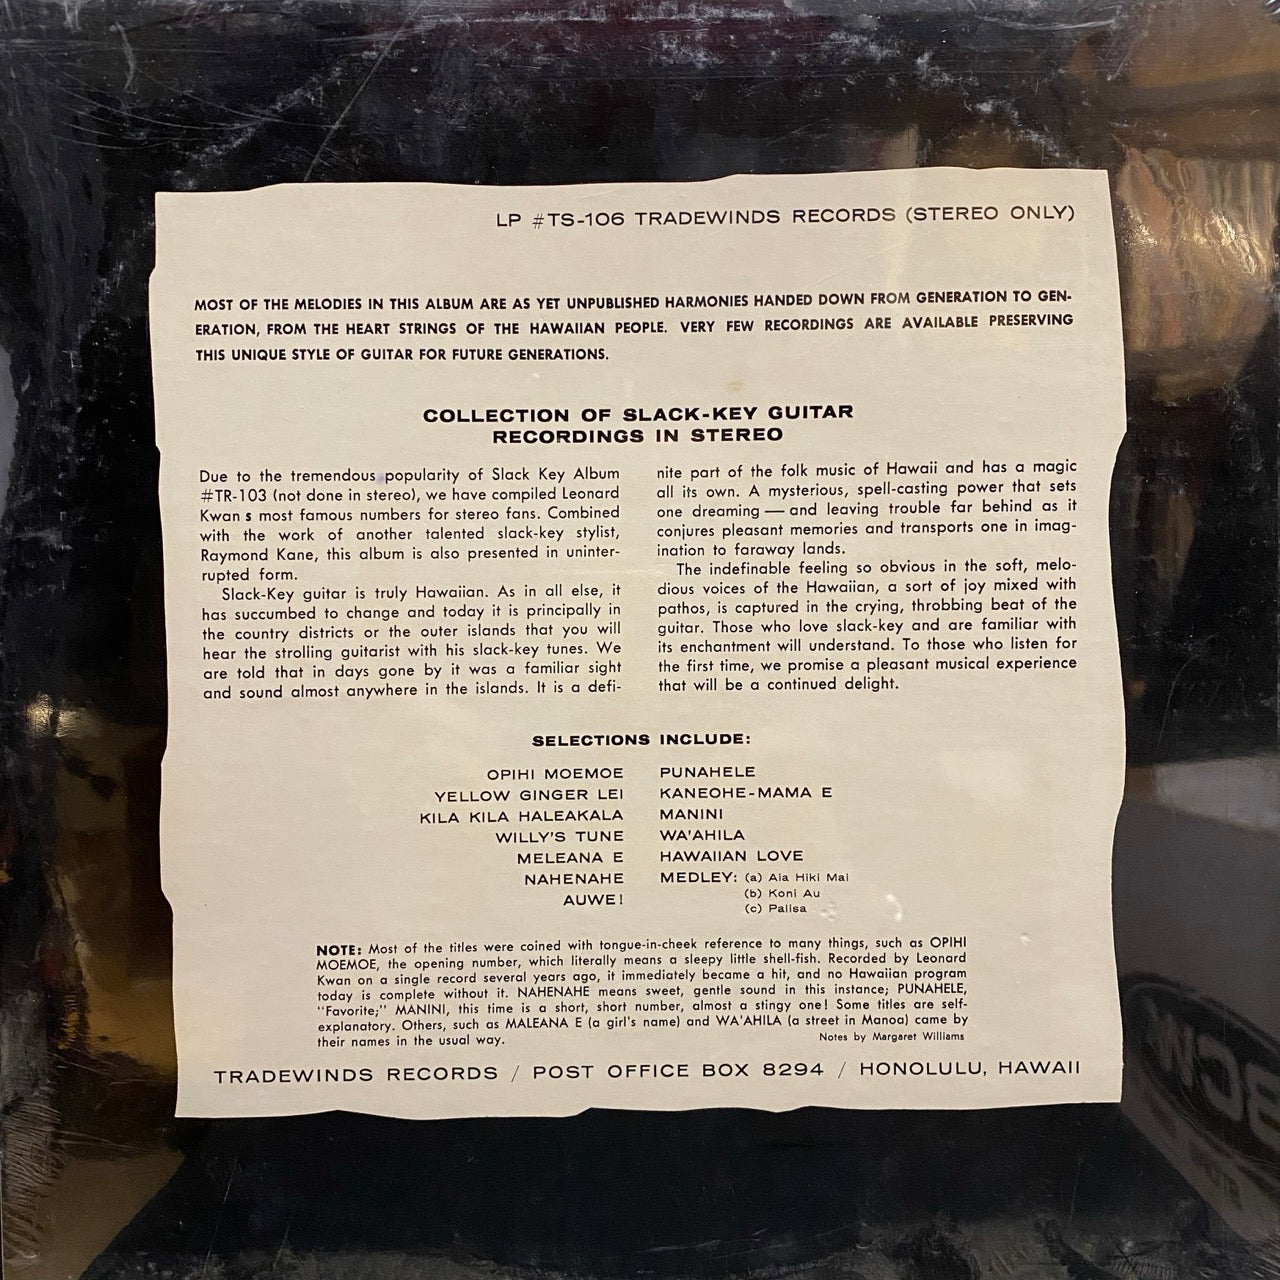 LP #TS-106 TRADEWINDS RECORDS (STEREO ONLY)
MOST OF THE MELODIES IN THIS ALBUM ARE AS YET UNPUBLISHED HARMONIES HANDED DOWN FROM GENERATION TO GEN-
ERATION, FROM THE HEART STRINGS OF THE HAWAIIAN PEOPLE. VERY FEW RECORDINGS ARE AVAILABLE PRESERVING
THIS UNIQUE STYLE OF GUITAR FOR FUTURE GENERATIONS.
COLLECTION OF SLACK-KEY GUITAR
RECORDINGS IN STEREO
Due to the tremendous popularity of Slack Key Album
#TR-103 (not done in stereo), we have compiled Leonard
Kwan s most famous numbers for stereo fans. Combined
with the work of another talented slack-key stylist,
Raymond Kane, this album is also presented in uninter-
rupted form.
Slack-Key guitar is truly Hawaiian. As in all else, it
has succumbed to change and today it is principally in
the country districts or the outer islands that you will
hear the strolling guitarist with his slack-key tunes. We
are told that in days gone by it was a familiar sight
and sound almost anywhere in the islands. It is a defi-
nite part of the folk music of Hawaii and has a magic
all its own. A mysterious, spell-casting power that sets
one dreaming — and leaving trouble far behind as it
conjures pleasant memories and transports one in imag-
ination to faraway lands.
The indefinable feeling so obvious in the soft, melo-
dious voices of the Hawaiian, a sort of joy mixed with
pathos, is captured in the crying, throbbing beat of the
guitar. Those who love slack-key and are familiar with
its enchantment will understand. To those who listen for
the first time, we promise a pleasant musical experience
that will be a continued delight.
SELECTIONS INCLUDE:
OPIHI MOEMOE
YELLOW GINGER LEI
KILA KILA HALEAKALA
WILLY'S TUNE
MELEANA E
NAHENAHE
AUWE!
PUNAHELE
KANEOHE-MAMA E
MANINI
WA'AHILA
HAWAIIAN LOVE
MEDLEY: (a) Aia Hiki Mai
(b) Koni Au
(c) Palisa
NOTE: Most of the titles were coined with tongue-in-cheek reference to many things, such as OPIHI
MOEMOE, the opening number, which literally means a sleepy little shell-fish. Recorded by Leonard
Kwan on a single record several years ago, it immediately became a hit, and no Hawaiian program
today is complete without it. NAHENAHE means sweet, gentle sound in this instance; PUNAHELE,
"Favorite;" MANINI, this time is a short, short number, almost a stingy one! Some titles are self-
explanatory. Others, such as MALEANA E (a girl's name) and WA'AHILA (a street in Manoa) came by
their names in the usual way. Notes by Margaret Williams
TRADEWINDS RECORDS / POST OFFICE BOX 8294 / HONOLULU, HAWAII